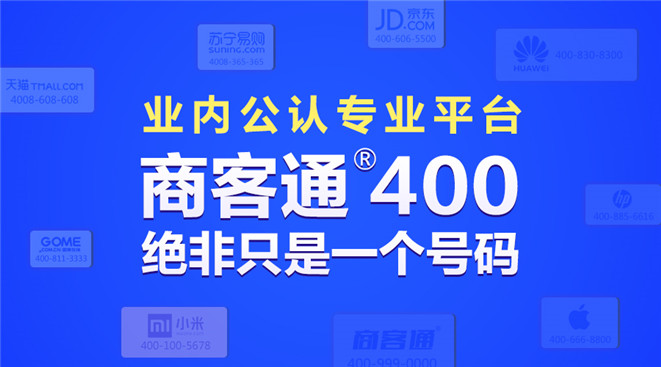 JD 京东
400-606-5500
苏宁易购
suning.com
4008-365-365
HUAWEI
400-830-8300
天猫 TMALL.COM
4008-608-608
业内公认专业平台
商客通®400
绝非只是一个号码
hp
400-885-6616
GOME
400-811-3333
小米
400-100-5678
商客通
400-999-0000
400-666-8800